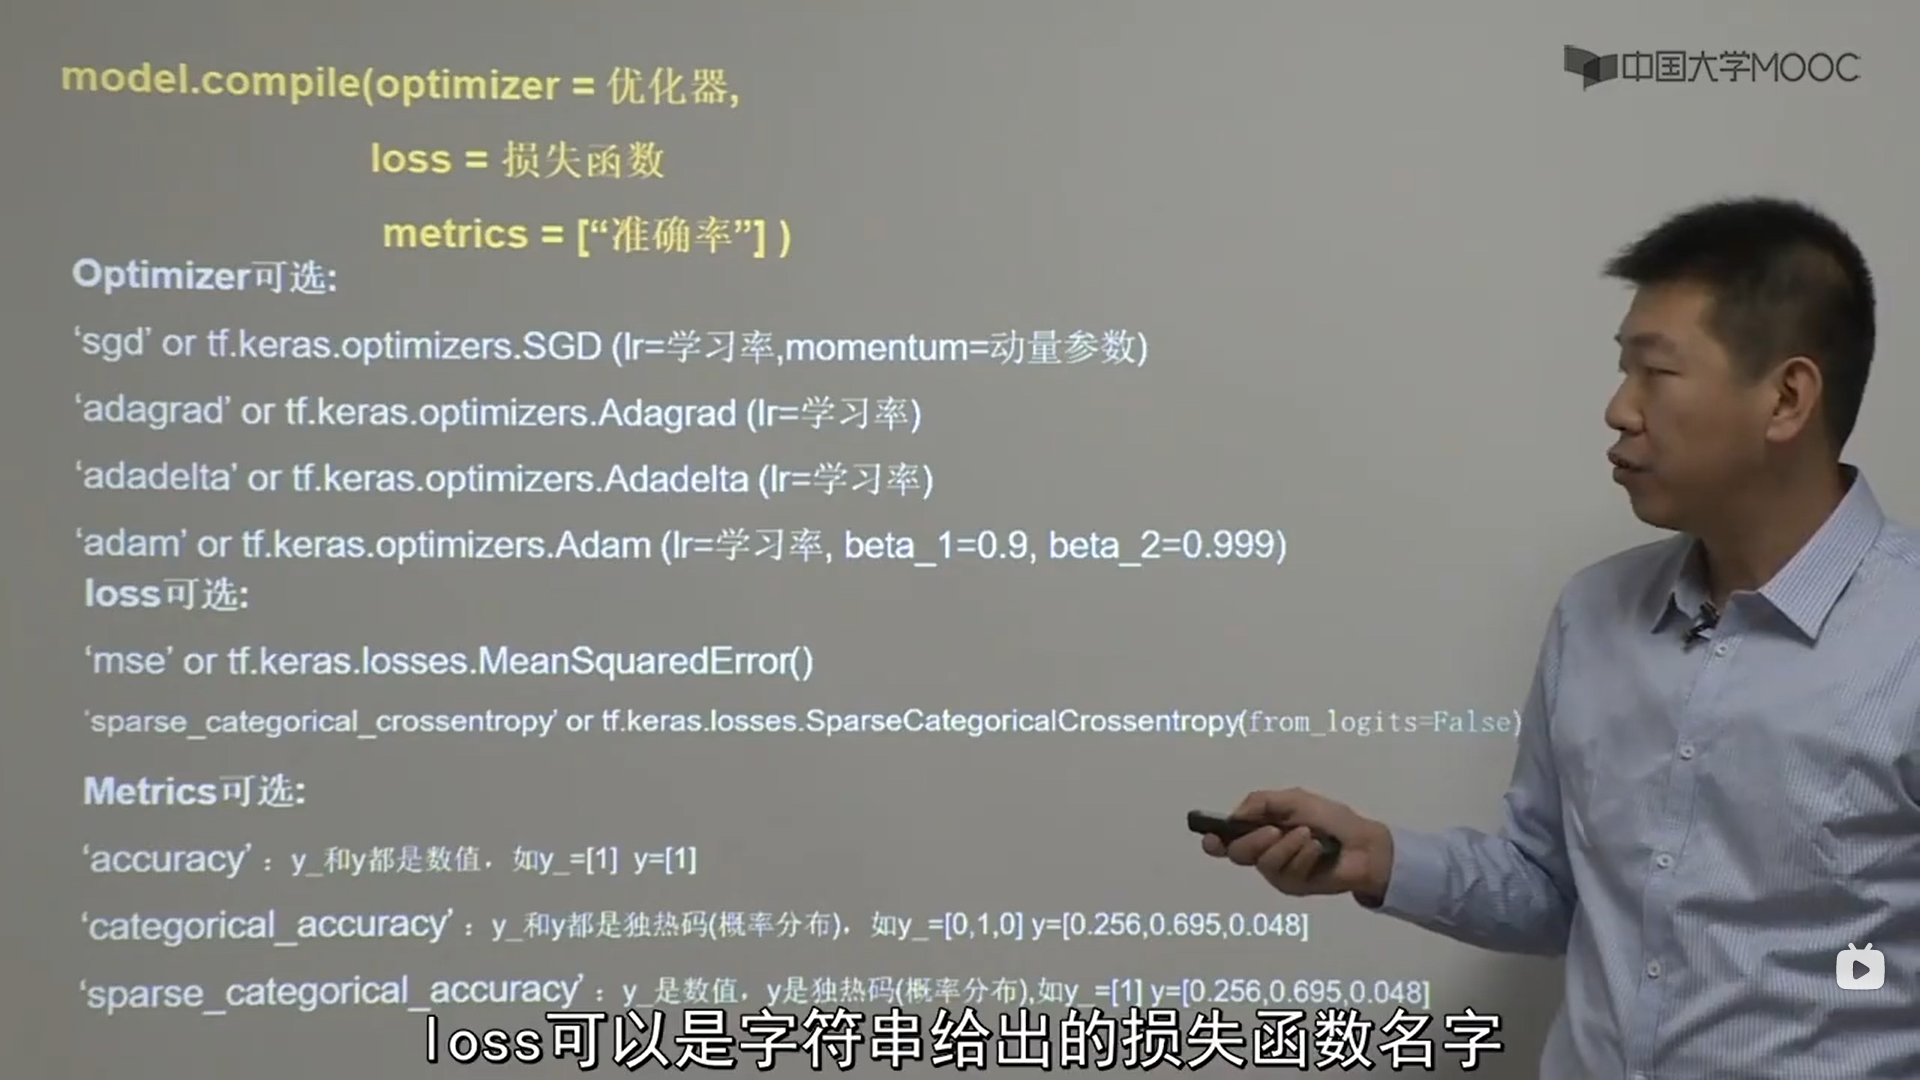 中国大学MOOC
model.compile(optimizer = 优化器,
loss = 损失函数
metrics = [“准确率”] )
Optimizer可选:
‘sgd’ or tf.keras.optimizers.SGD (lr=学习率,momentum=动量参数)
‘adagrad’ or tf.keras.optimizers.Adagrad (lr=学习率)
‘adadelta’ or tf.keras.optimizers.Adadelta (lr=学习率)
‘adam’ or tf.keras.optimizers.Adam (lr=学习率, beta_1=0.9, beta_2=0.999)
loss可选:
‘mse’ or tf.keras.losses.MeanSquaredError()
‘sparse_categorical_crossentropy’ or tf.keras.losses.SparseCategoricalCrossentropy(from_logits=False)
Metrics可选:
‘accuracy’ : y_和y都是数值，如y_=[1] y=[1]
‘categorical_accuracy’ : y_和y都是独热码(概率分布)，如y_=[0,1,0] y=[0.256,0.695,0.048]
‘sparse_categorical_accuracy’ : y_是数值，y是独热码(概率分布),如y_=[1] y=[0.256,0.695,0.048]
loss可以是字符串给出的损失函数名字